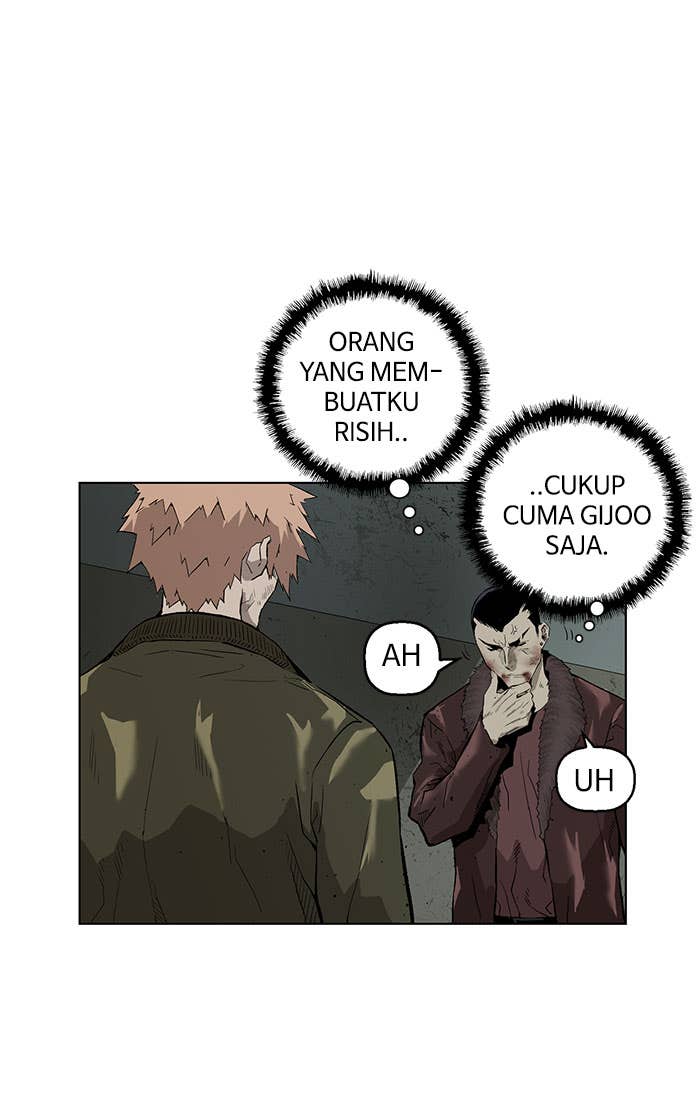 ORANG
YANG MEM-
BUATKU
RISIH..
..CUKUP
CUMA GIJOO
SAJA.
AH
UH